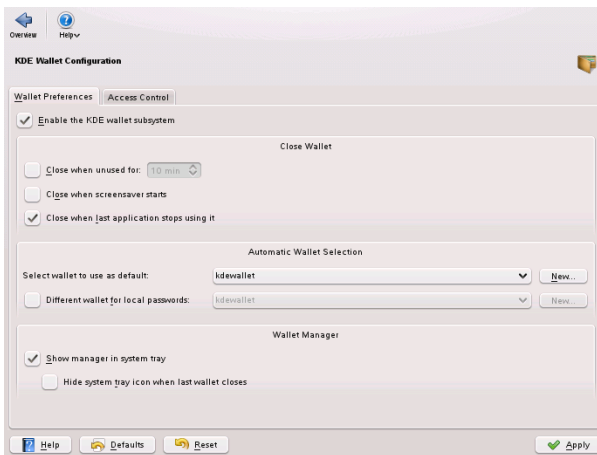 Overview Help
KDE Wallet Configuration
Wallet Preferences Access Control
Enable the KDE wallet subsystem
Close Wallet
Close when unused for: 10 min
Close when screensaver starts
Close when last application stops using it
Automatic Wallet Selection
Select wallet to use as default: kdewallet New...
Different wallet for local passwords: kdewallet New...
Wallet Manager
Show manager in system tray
Hide system tray icon when last wallet closes
Help Defaults Reset Apply